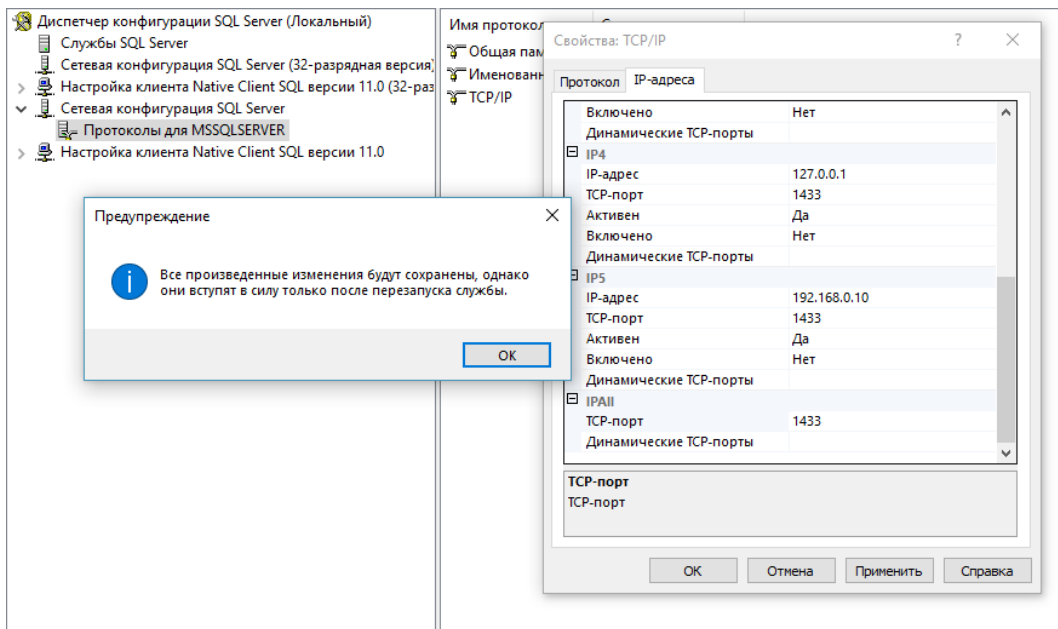 Диспетчер конфигурации SQL Server (Локальный)
Службы SQL Server
Сетевая конфигурация SQL Server (32-разрядная версия)
Настройка клиента Native Client SQL версии 11.0 (32-раз
Сетевая конфигурация SQL Server
Протоколы для MSSQLSERVER
Настройка клиента Native Client SQL версии 11.0
Имя протокол
Общая пам
Именованн
TCP/IP
Свойства: TCP/IP
Протокол IP-адреса
Включено Нет
Динамические TCP-порты
IP4
IP-адрес 127.0.0.1
TCP-порт 1433
Активен Да
Включено Нет
Динамические TCP-порты
IP5
IP-адрес 192.168.0.10
TCP-порт 1433
Активен Да
Включено Нет
Динамические TCP-порты
IPAll
TCP-порт 1433
Динамические TCP-порты
TCP-порт
TCP-порт
OK Отмена Применить Справка
Предупреждение
Все произведенные изменения будут сохранены, однако
они вступят в силу только после перезапуска службы.
OK